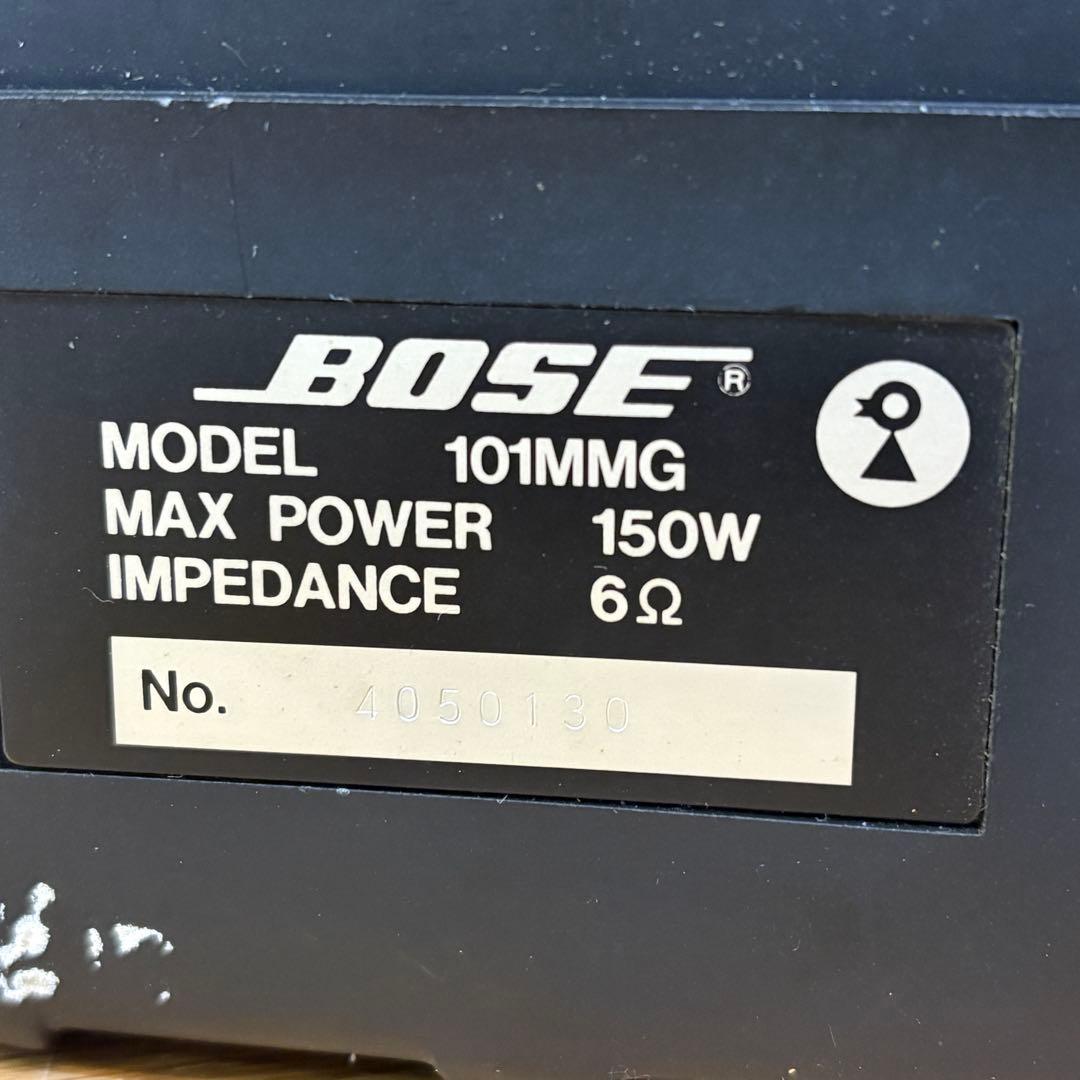 BOSE®
MODEL 101MMG
MAX POWER 150W
IMPEDANCE 6Ω
No. 4050130